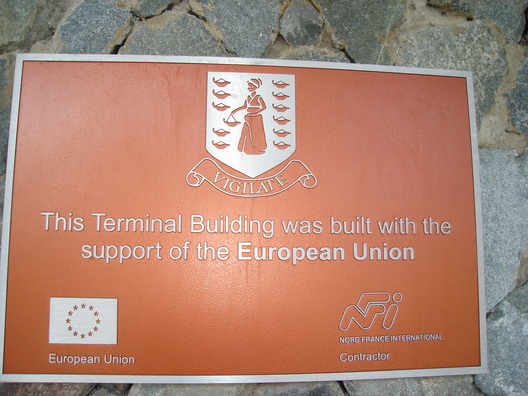 VIGILATE
This Terminal Building was built with the
support of the European Union
European Union
NFI
NORD FRANCE INTERNATIONAL
Contractor